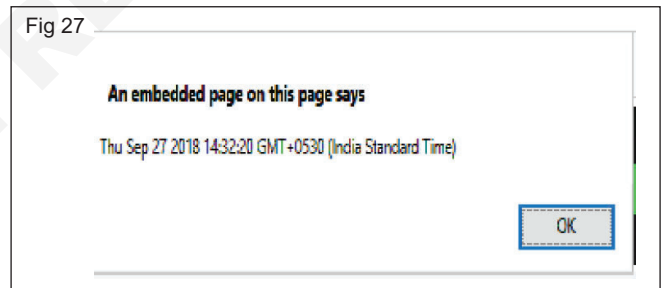 Fig 27
An embedded page on this page says
Thu Sep 27 2018 14:32:20 GMT+0530 (India Standard Time)
OK